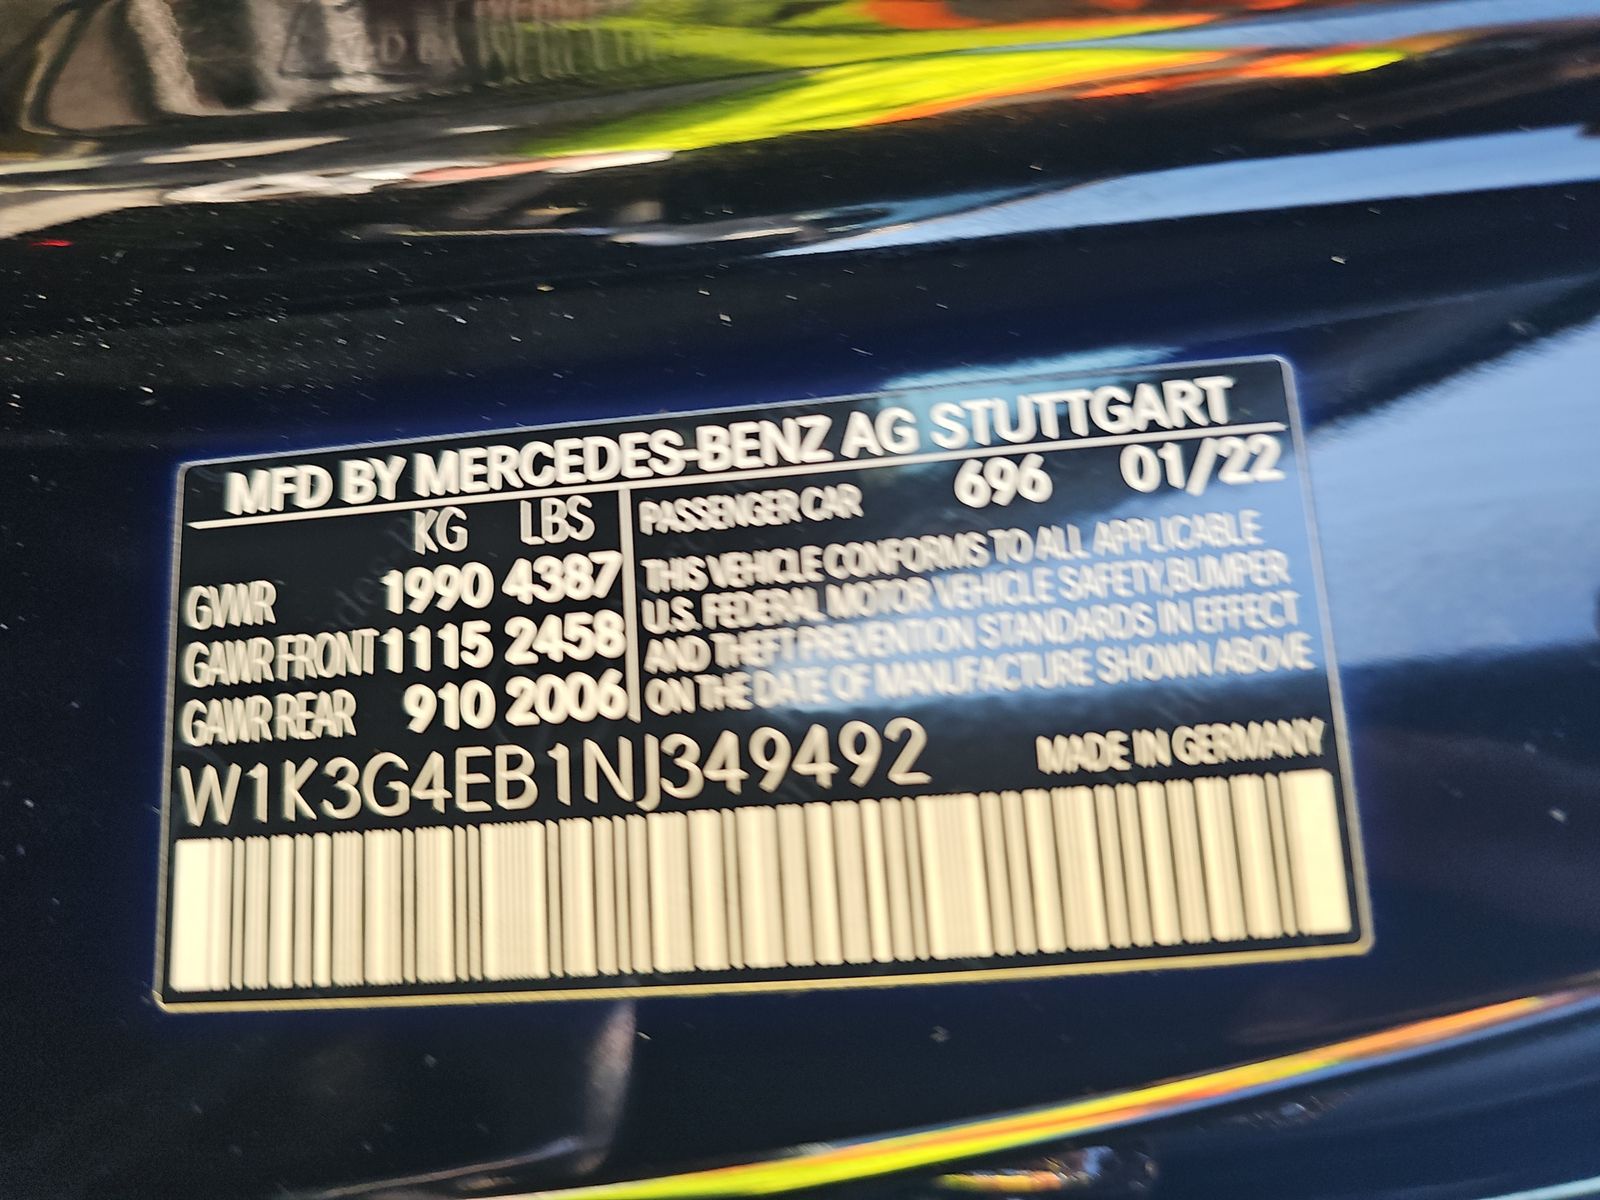 MFD BY MERCEDES-BENZ AG STUTTGART
KG LBS
GVWR 1990 4387
GAWR FRONT 1115 2458
GAWR REAR 910 2006
PASSENGER CAR 696 01/22
THIS VEHICLE CONFORMS TO ALL APPLICABLE
U.S. FEDERAL MOTOR VEHICLE SAFETY, BUMPER
AND THEFT PREVENTION STANDARDS IN EFFECT
ON THE DATE OF MANUFACTURE SHOWN ABOVE
W1K3G4EB1NJ349492
MADE IN GERMANY